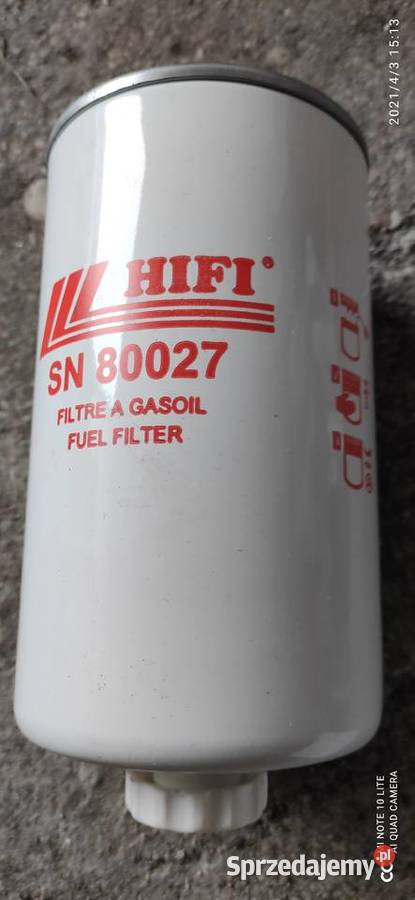 2021/4/3 15:13
HIFI®
SN 80027
FILTRE A GASOIL
FUEL FILTER
NOTE 10 LITE
AI QUAD CAMERA
Sprzedajemy.pl